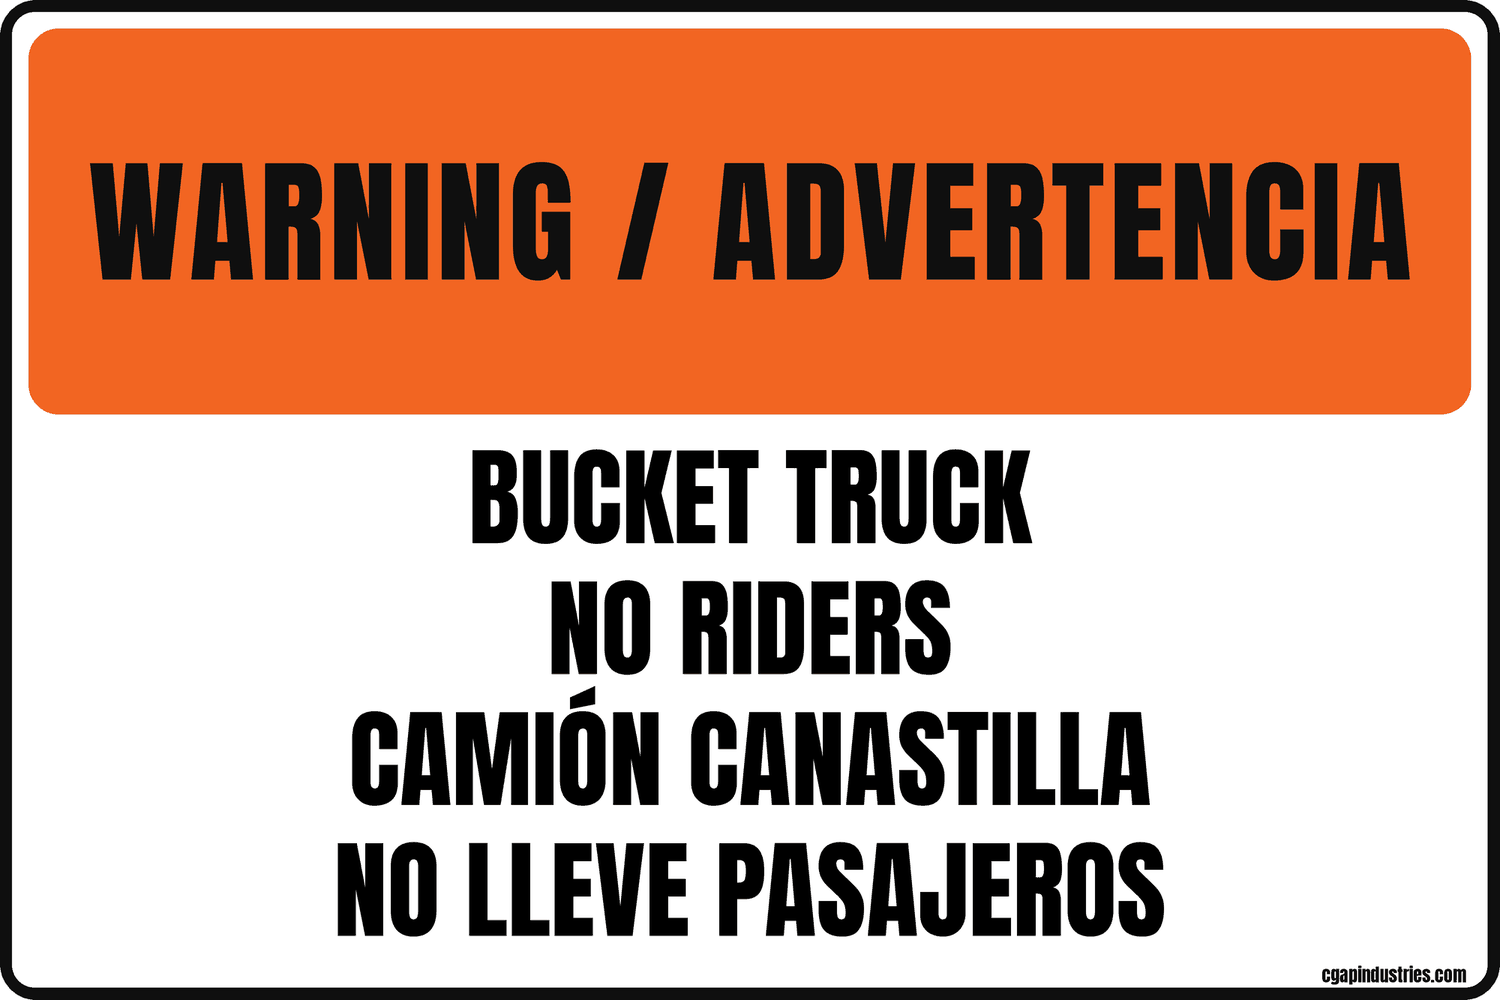 WARNING / ADVERTENCIA
BUCKET TRUCK
NO RIDERS
CAMIÓN CANASTILLA
NO LLEVE PASAJEROS
cgapindustries.com